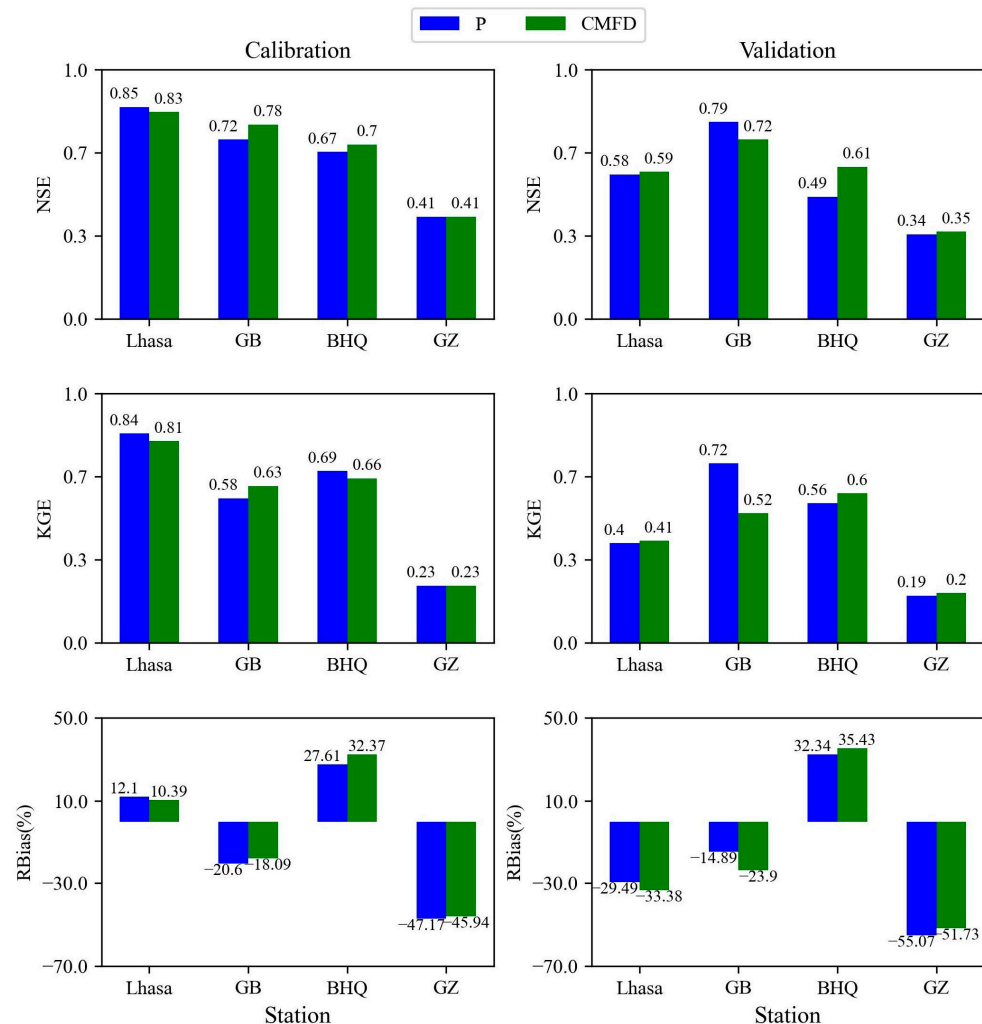 P CMFD
Calibration
1.0
0.7
0.3
0.0
NSE
0.85 0.83 0.72 0.78 0.67 0.7 0.41 0.41
Lhasa GB BHQ GZ
Validation
1.0
0.7
0.3
0.0
NSE
0.58 0.59 0.79 0.72 0.49 0.61 0.34 0.35
Lhasa GB BHQ GZ
1.0
0.7
0.3
0.0
KGE
0.84 0.81 0.58 0.63 0.69 0.66 0.23 0.23
Lhasa GB BHQ GZ
1.0
0.7
0.3
0.0
KGE
0.4 0.41 0.72 0.52 0.56 0.6 0.19 0.2
Lhasa GB BHQ GZ
50.0
10.0
−30.0
−70.0
RBias(%)
12.1 10.39 −20.6 −18.09 27.61 32.37 −47.17 −45.94
Lhasa GB BHQ GZ
Station
50.0
10.0
−30.0
−70.0
RBias(%)
−29.49 −33.38 −14.89 −23.9 32.34 35.43 −55.07 −51.73
Lhasa GB BHQ GZ
Station